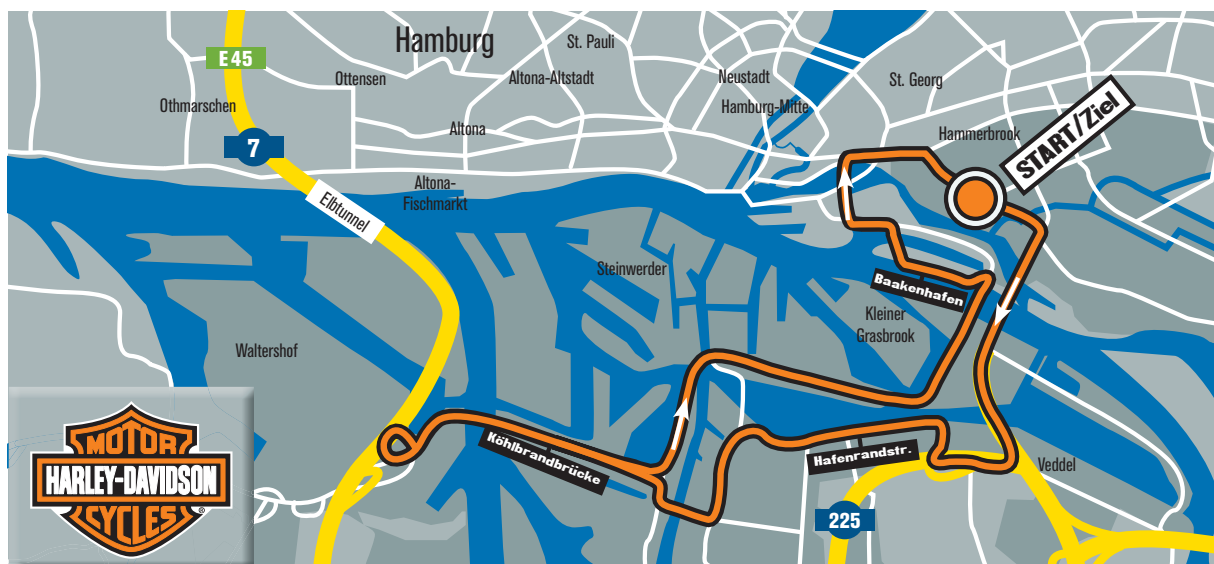 Hamburg
St. Pauli
E 45
Ottensen
Altona-Altstadt
Neustadt
St. Georg
Othmarschen
Hamburg-Mitte
START/Ziel
Altona
Hammerbrook
7
Altona-
Fischmarkt
Elbtunnel
Steinwerder
Baakenhafen
Kleiner
Grasbrook
Waltershof
Köhlbrandbrücke
Hafenrandstr.
Veddel
225
MOTOR
HARLEY-DAVIDSON
CYCLES
®